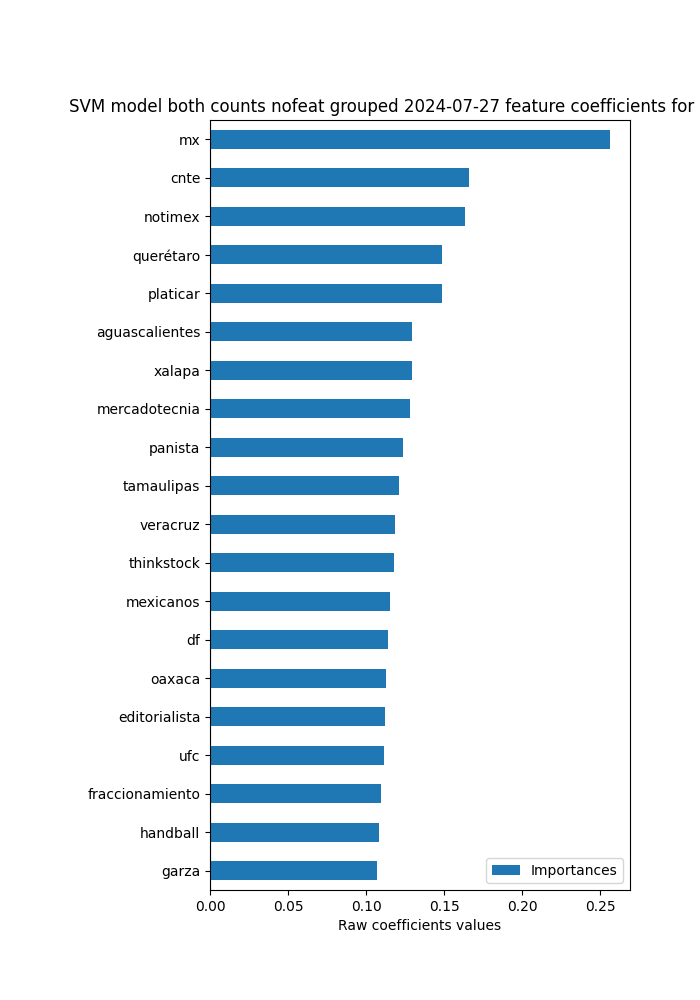 SVM model both counts nofeat grouped 2024-07-27 feature coefficients for
mx
cnte
notimex
querétaro
platicar
aguascalientes
xalapa
mercadotecnia
panista
tamaulipas
veracruz
thinkstock
mexicanos
df
oaxaca
editorialista
ufc
fraccionamiento
handball
garza
Importances
0.00 0.05 0.10 0.15 0.20 0.25
Raw coefficients values